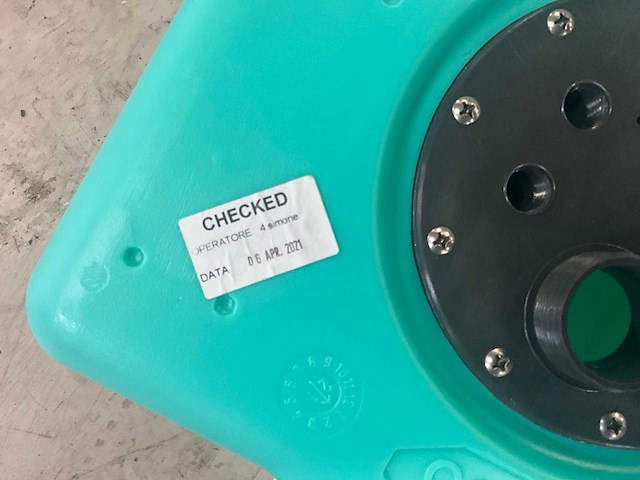 CHECKED
OPERATORE 4 simone
DATA 06 APR. 2021